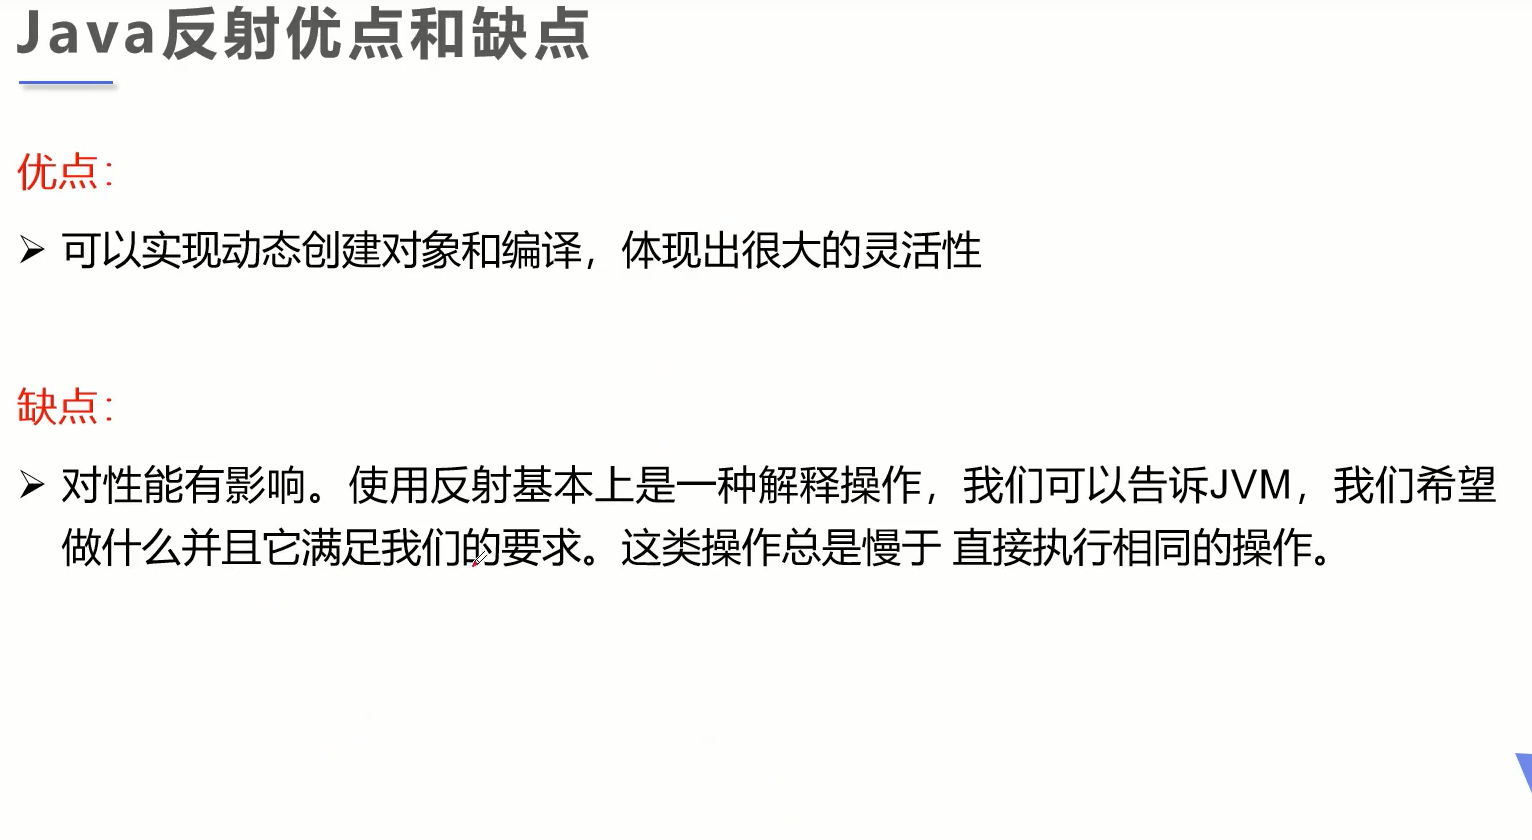 Java反射优点和缺点
优点：
可以实现动态创建对象和编译，体现出很大的灵活性
缺点：
对性能有影响。使用反射基本上是一种解释操作，我们可以告诉JVM，我们希望
做什么并且它满足我们的要求。这类操作总是慢于 直接执行相同的操作。